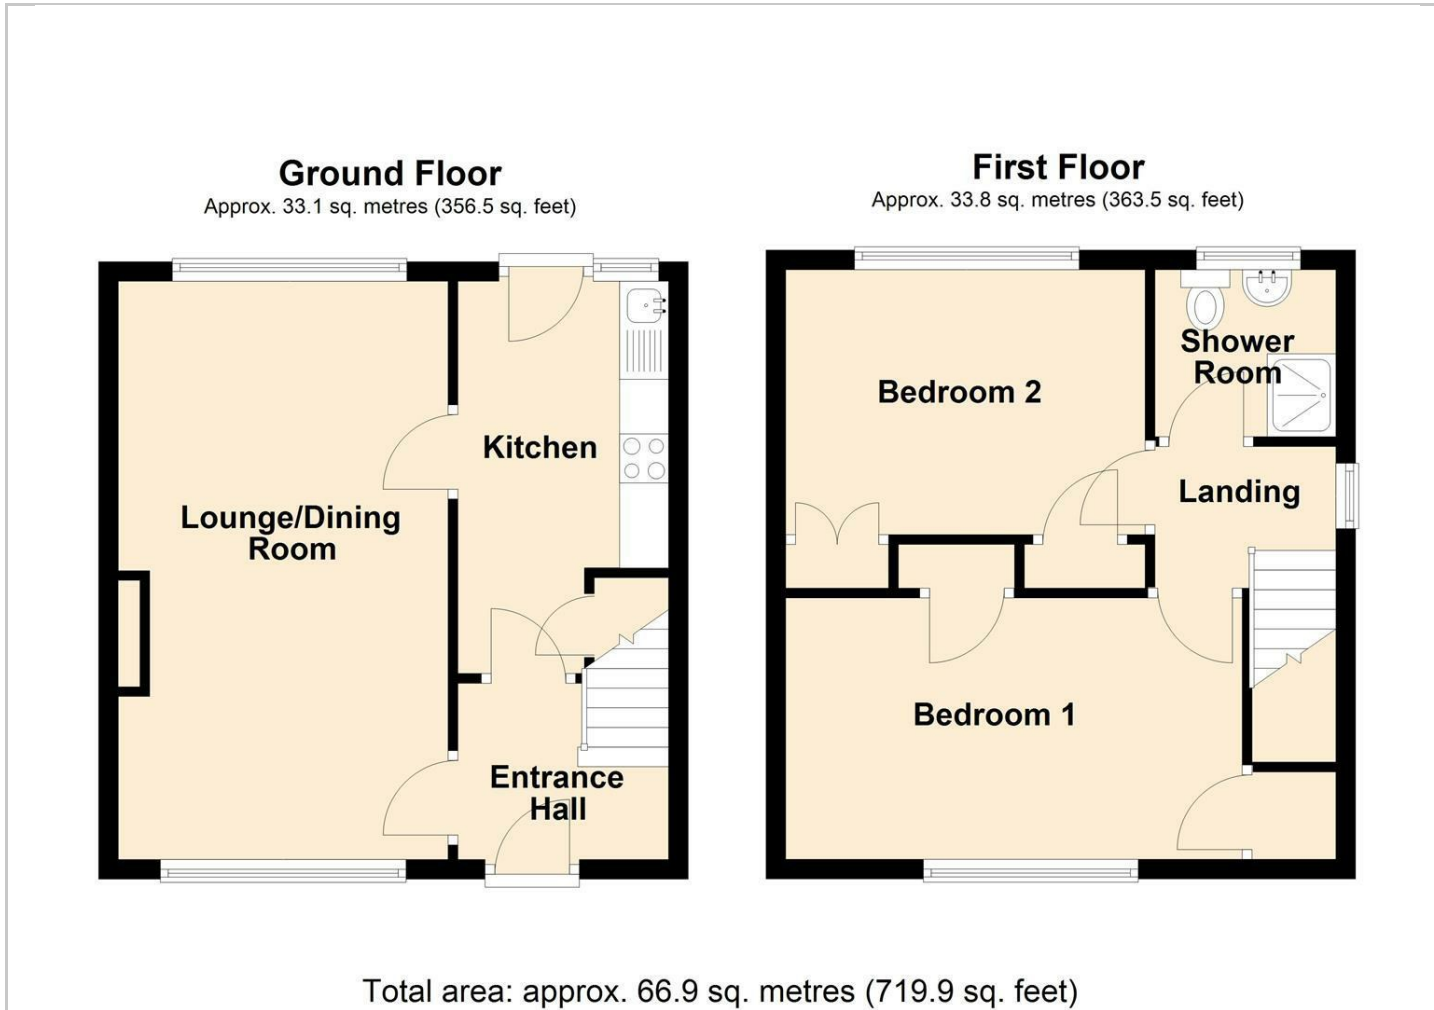 Ground Floor
Approx. 33.1 sq. metres (356.5 sq. feet)
Lounge/Dining
Room
Kitchen
Entrance
Hall
First Floor
Approx. 33.8 sq. metres (363.5 sq. feet)
Bedroom 2
Shower
Room
Landing
Bedroom 1
Total area: approx. 66.9 sq. metres (719.9 sq. feet)